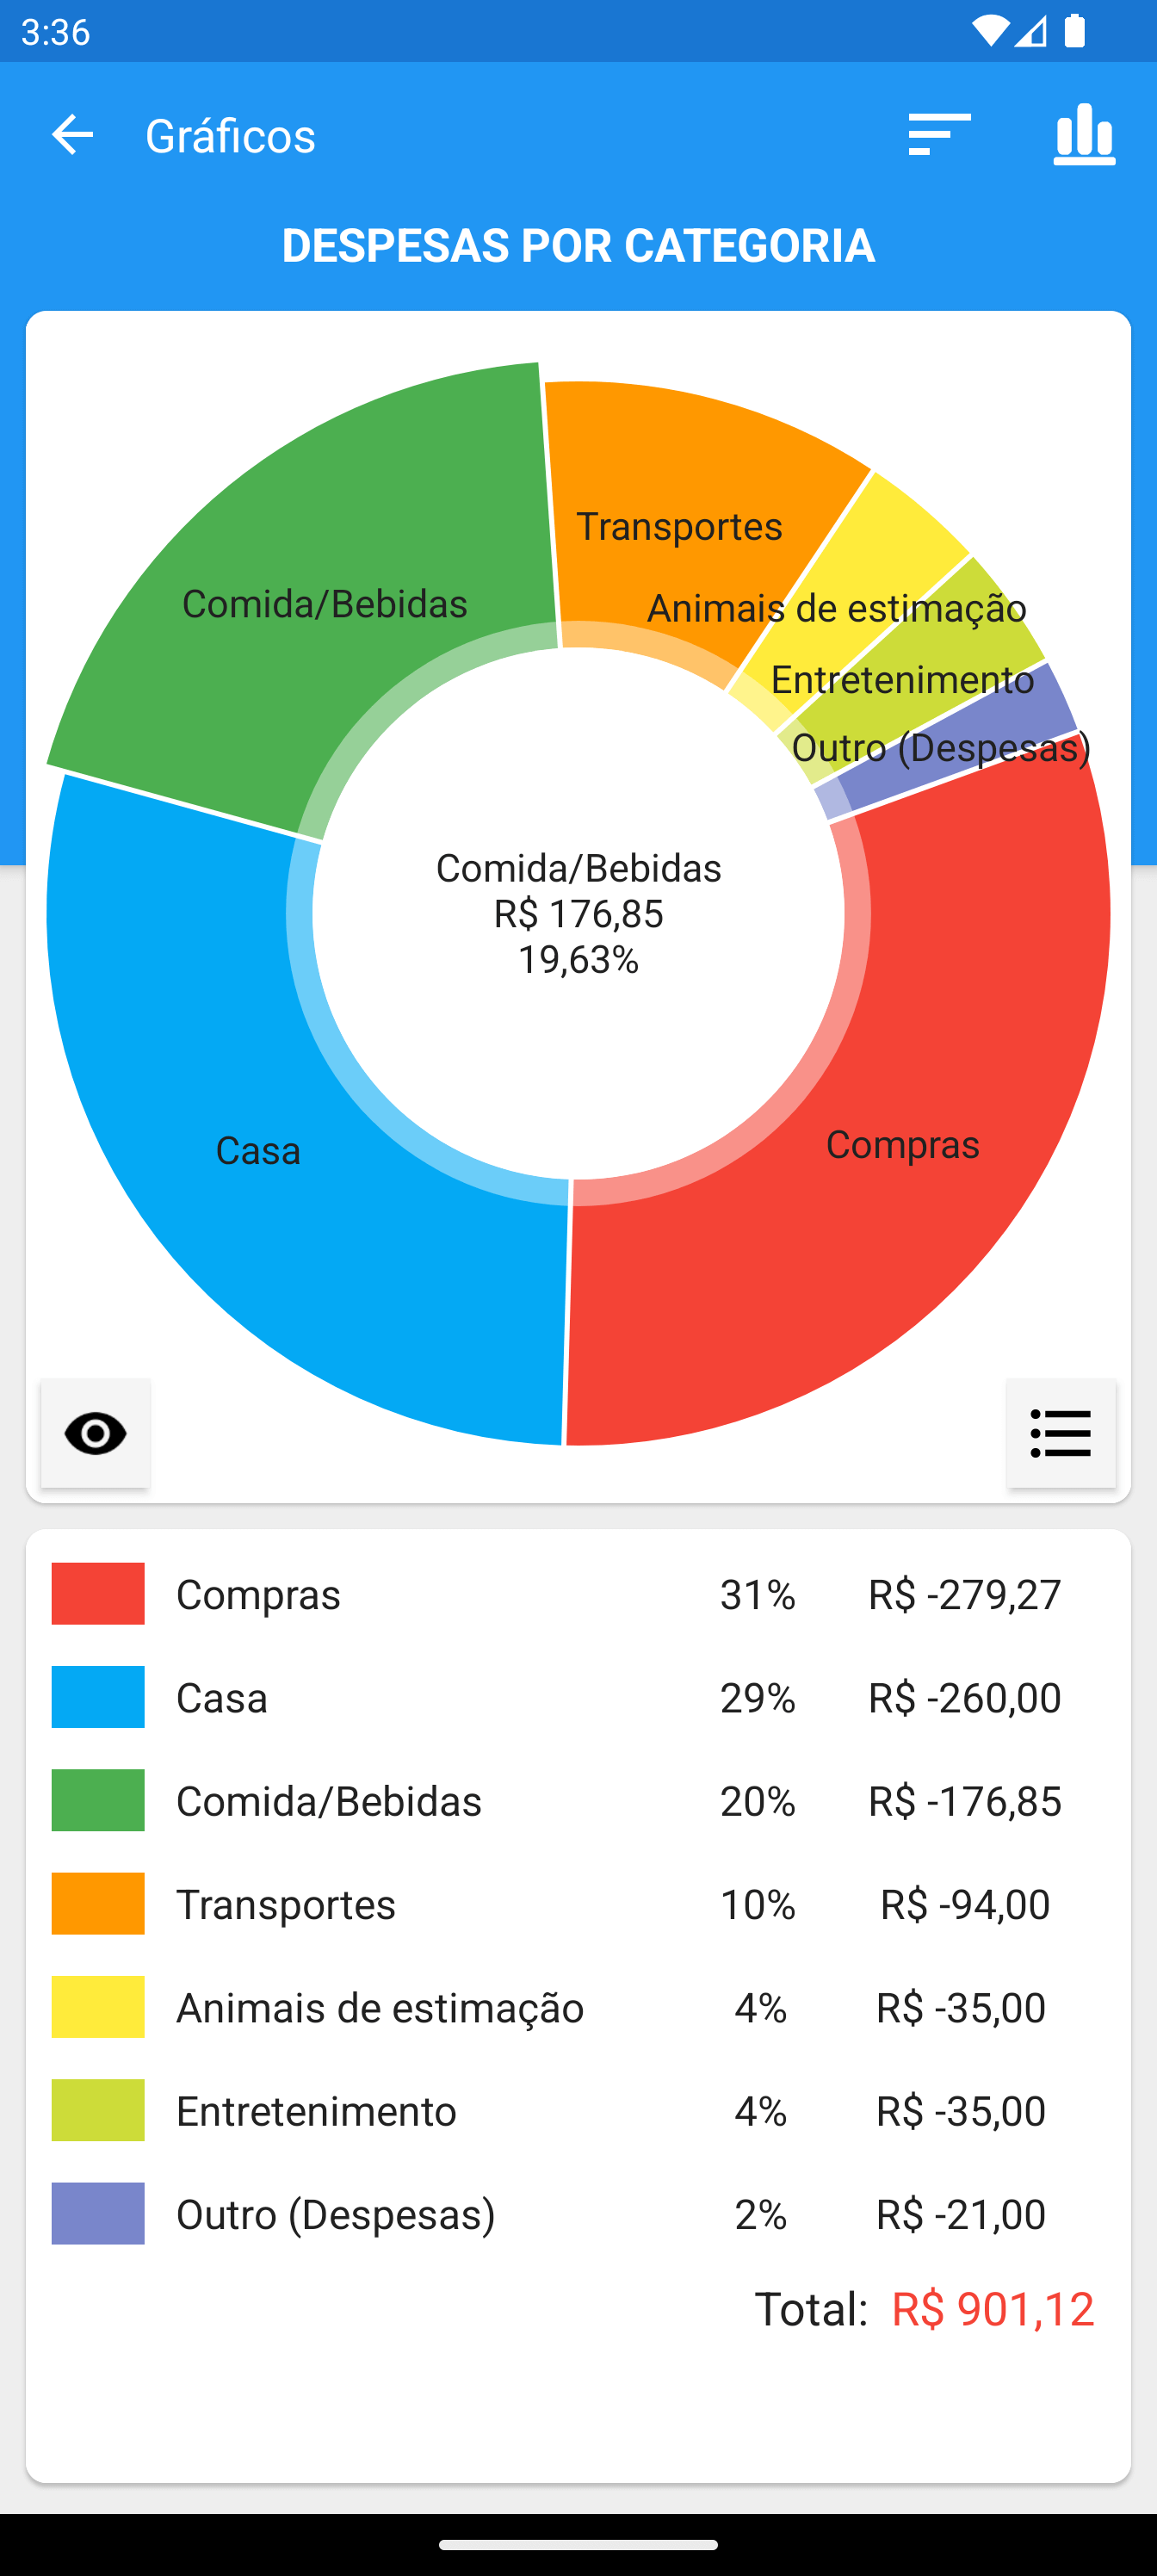 3:36
Gráficos
DESPESAS POR CATEGORIA
Transportes
Comida/Bebidas
Animais de estimação
Entretenimento
Outro (Despesas)
Comida/Bebidas
R$ 176,85
19,63%
Casa
Compras
Compras 31% R$ -279,27
Casa 29% R$ -260,00
Comida/Bebidas 20% R$ -176,85
Transportes 10% R$ -94,00
Animais de estimação 4% R$ -35,00
Entretenimento 4% R$ -35,00
Outro (Despesas) 2% R$ -21,00
Total: R$ 901,12